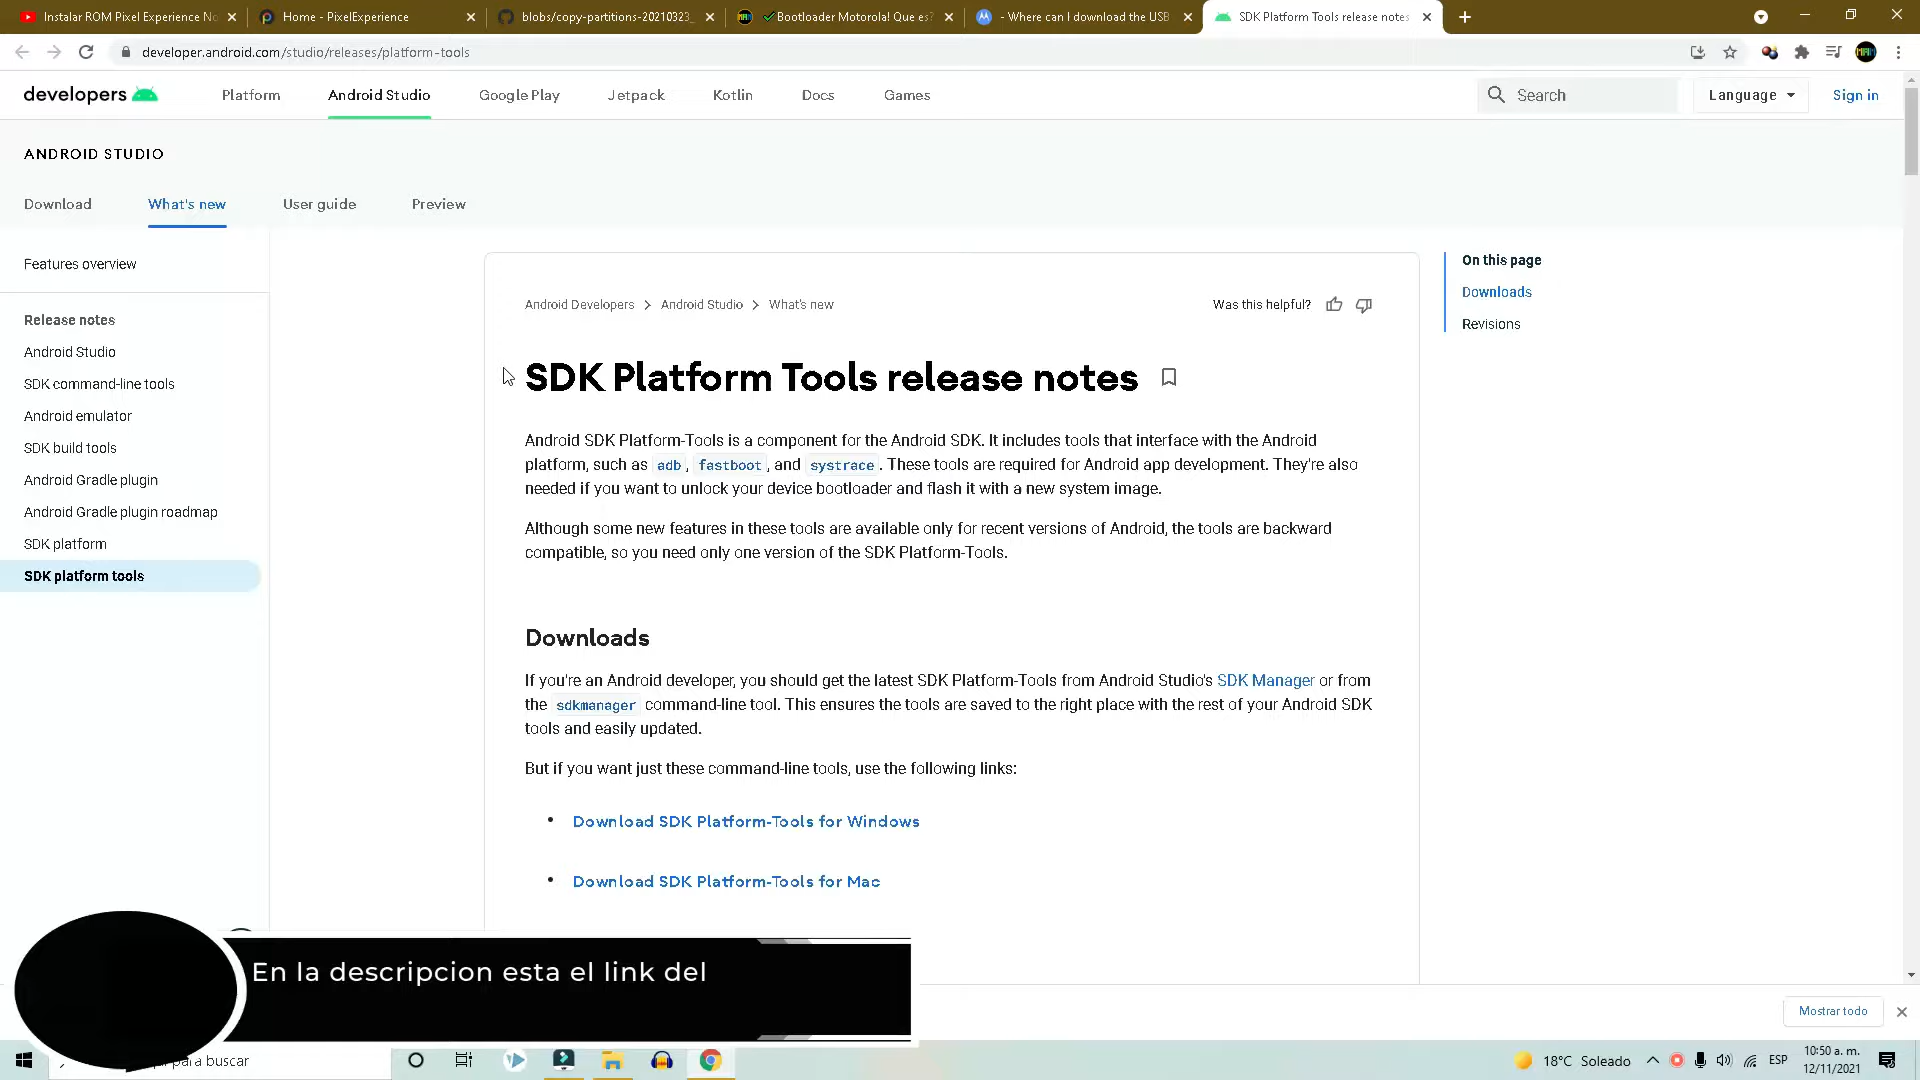 Instalar ROM Pixel Experience No
Home - PixelExperience
blobs/copy-partitions-20210323_
Bootloader Motorola! Que es?
- Where can I download the USB
SDK Platform Tools release notes
developer.android.com/studio/releases/platform-tools
developers
Platform
Android Studio
Google Play
Jetpack
Kotlin
Docs
Games
Search
Language
Sign in
ANDROID STUDIO
Download
What's new
User guide
Preview
Features overview
Release notes
Android Studio
SDK command-line tools
Android emulator
SDK build tools
Android Gradle plugin
Android Gradle plugin roadmap
SDK platform
SDK platform tools
Android Developers > Android Studio > What's new
Was this helpful?
SDK Platform Tools release notes
Android SDK Platform-Tools is a component for the Android SDK. It includes tools that interface with the Android
platform, such as adb, fastboot, and systrace. These tools are required for Android app development. They're also
needed if you want to unlock your device bootloader and flash it with a new system image.
Although some new features in these tools are available only for recent versions of Android, the tools are backward
compatible, so you need only one version of the SDK Platform-Tools.
Downloads
If you're an Android developer, you should get the latest SDK Platform-Tools from Android Studio's SDK Manager or from
the sdkmanager command-line tool. This ensures the tools are saved to the right place with the rest of your Android SDK
tools and easily updated.
But if you want just these command-line tools, use the following links:
• Download SDK Platform-Tools for Windows
• Download SDK Platform-Tools for Mac
On this page
Downloads
Revisions
En la descripcion esta el link del
Mostrar todo
para buscar
18°C Soleado
ESP
10:50 a. m.
12/11/2021